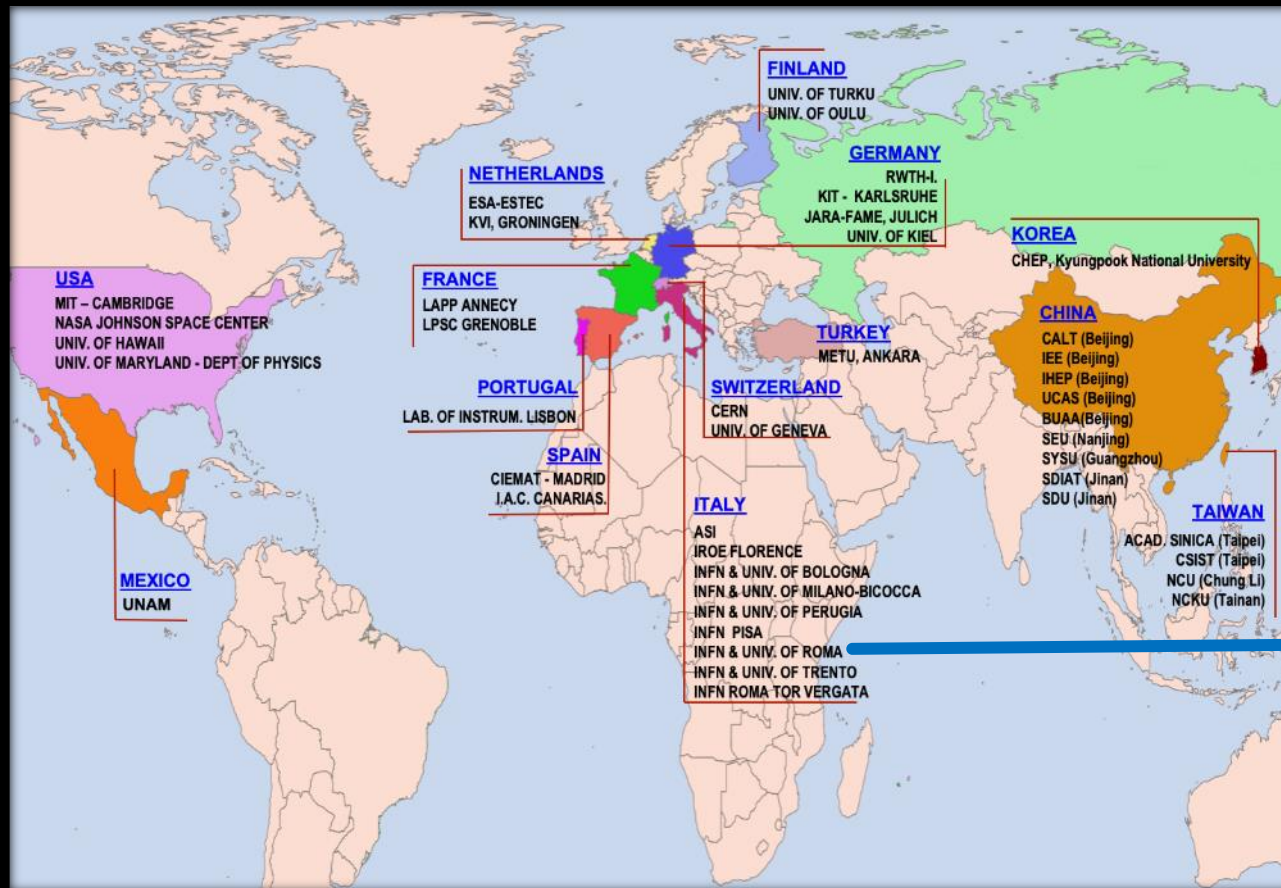 FINLAND
UNIV. OF TURKU
UNIV. OF OULU
NETHERLANDS
ESA-ESTEC
KVI, GRONINGEN
GERMANY
RWTH-I.
KIT - KARLSRUHE
JARA-FAME, JULICH
UNIV. OF KIEL
KOREA
CHEP, Kyungpook National University
USA
MIT – CAMBRIDGE
NASA JOHNSON SPACE CENTER
UNIV. OF HAWAII
UNIV. OF MARYLAND - DEPT OF PHYSICS
FRANCE
LAPP ANNECY
LPSC GRENOBLE
TURKEY
METU, ANKARA
CHINA
CALT (Beijing)
IEE (Beijing)
IHEP (Beijing)
UCAS (Beijing)
BUAA(Beijing)
SEU (Nanjing)
SYSU (Guangzhou)
SDIAT (Jinan)
SDU (Jinan)
PORTUGAL
LAB. OF INSTRUM. LISBON
SWITZERLAND
CERN
UNIV. OF GENEVA
SPAIN
CIEMAT - MADRID
I.A.C. CANARIAS.
ITALY
ASI
IROE FLORENCE
INFN & UNIV. OF BOLOGNA
INFN & UNIV. OF MILANO-BICOCCA
INFN & UNIV. OF PERUGIA
INFN PISA
INFN & UNIV. OF ROMA
INFN & UNIV. OF TRENTO
INFN ROMA TOR VERGATA
TAIWAN
ACAD. SINICA (Taipei)
CSIST (Taipei)
NCU (Chung Li)
NCKU (Tainan)
MEXICO
UNAM